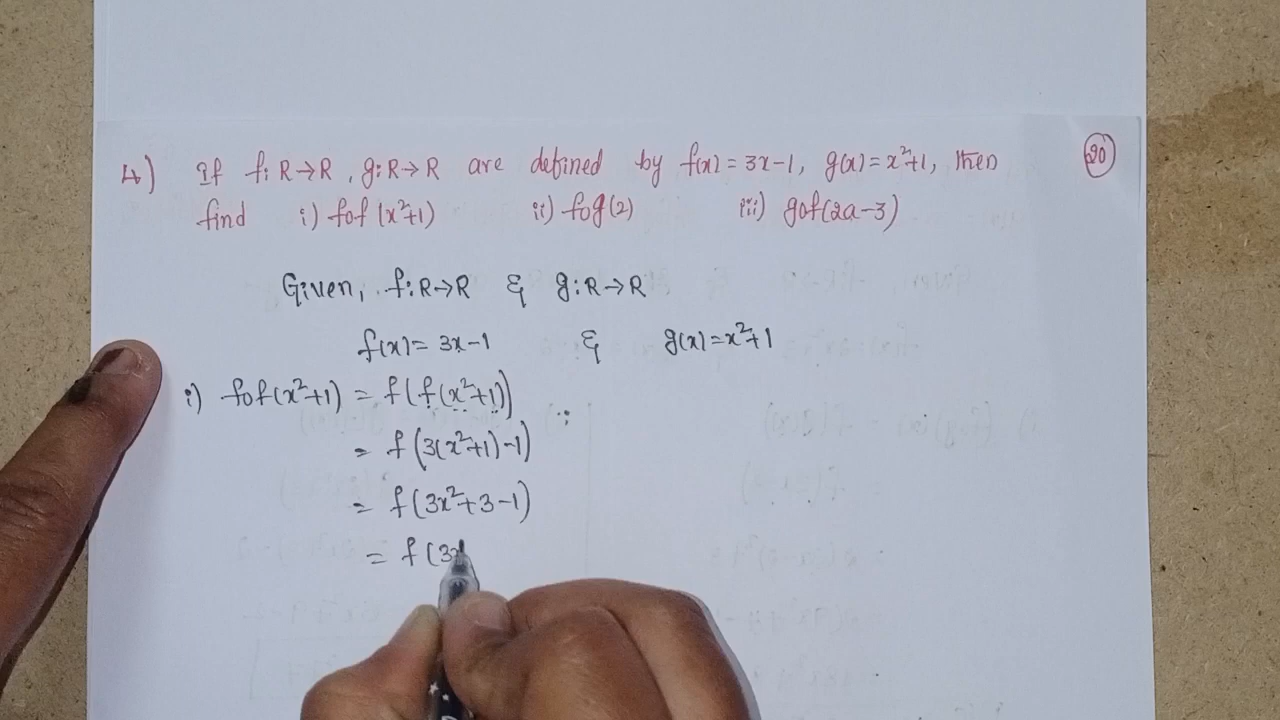 4) If f: R→R, g: R→R are defined by f(x) = 3x-1, g(x) = x²+1, then 20
find i) fof (x²+1) ii) fog(2) iii) gof(2a-3)
Given, f: R→R & g: R→R
f(x) = 3x-1 & g(x) = x²+1
i) fof(x²+1) = f(f(x²+1))
= f(3(x²+1)-1)
= f(3x²+3-1)
= f(3x